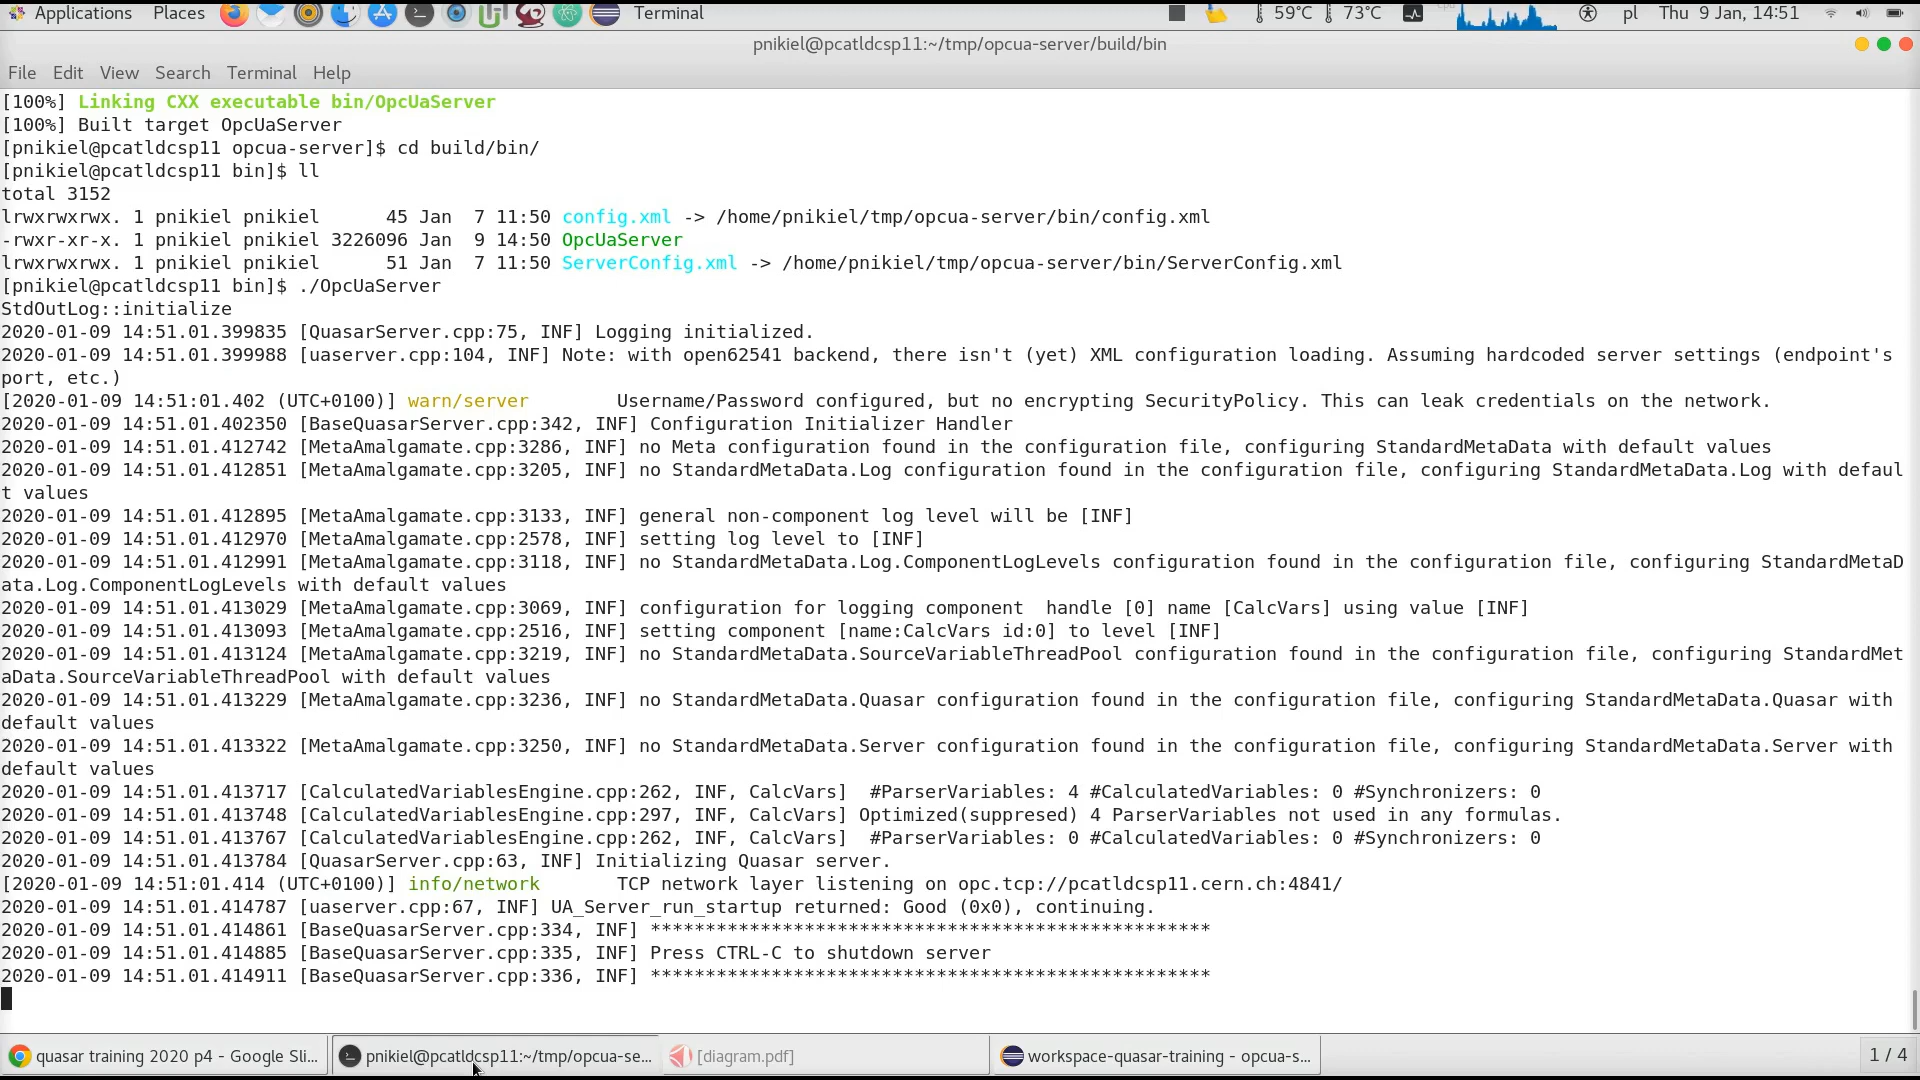 Applications Places Terminal 59°C 73°C pl Thu 9 Jan, 14:51
pnikiel@pcatldcsp11:~/tmp/opcua-server/build/bin
File Edit View Search Terminal Help
[100%] Linking CXX executable bin/OpcUaServer
[100%] Built target OpcUaServer
[pnikiel@pcatldcsp11 opcua-server]$ cd build/bin/
[pnikiel@pcatldcsp11 bin]$ ll
total 3152
lrwxrwxrwx. 1 pnikiel pnikiel      45 Jan  7 11:50 config.xml -> /home/pnikiel/tmp/opcua-server/bin/config.xml
-rwxr-xr-x. 1 pnikiel pnikiel 3226096 Jan  9 14:50 OpcUaServer
lrwxrwxrwx. 1 pnikiel pnikiel      51 Jan  7 11:50 ServerConfig.xml -> /home/pnikiel/tmp/opcua-server/bin/ServerConfig.xml
[pnikiel@pcatldcsp11 bin]$ ./OpcUaServer
StdOutLog::initialize
2020-01-09 14:51.01.399835 [QuasarServer.cpp:75, INF] Logging initialized.
2020-01-09 14:51.01.399988 [uaserver.cpp:104, INF] Note: with open62541 backend, there isn't (yet) XML configuration loading. Assuming hardcoded server settings (endpoint's
port, etc.)
[2020-01-09 14:51:01.402 (UTC+0100)] warn/server        Username/Password configured, but no encrypting SecurityPolicy. This can leak credentials on the network.
2020-01-09 14:51.01.402350 [BaseQuasarServer.cpp:342, INF] Configuration Initializer Handler
2020-01-09 14:51.01.412742 [MetaAmalgamate.cpp:3286, INF] no Meta configuration found in the configuration file, configuring StandardMetaData with default values
2020-01-09 14:51.01.412851 [MetaAmalgamate.cpp:3205, INF] no StandardMetaData.Log configuration found in the configuration file, configuring StandardMetaData.Log with defaul
t values
2020-01-09 14:51.01.412895 [MetaAmalgamate.cpp:3133, INF] general non-component log level will be [INF]
2020-01-09 14:51.01.412970 [MetaAmalgamate.cpp:2578, INF] setting log level to [INF]
2020-01-09 14:51.01.412991 [MetaAmalgamate.cpp:3118, INF] no StandardMetaData.Log.ComponentLogLevels configuration found in the configuration file, configuring StandardMetaD
ata.Log.ComponentLogLevels with default values
2020-01-09 14:51.01.413029 [MetaAmalgamate.cpp:3069, INF] configuration for logging component  handle [0] name [CalcVars] using value [INF]
2020-01-09 14:51.01.413093 [MetaAmalgamate.cpp:2516, INF] setting component [name:CalcVars id:0] to level [INF]
2020-01-09 14:51.01.413124 [MetaAmalgamate.cpp:3219, INF] no StandardMetaData.SourceVariableThreadPool configuration found in the configuration file, configuring StandardMet
aData.SourceVariableThreadPool with default values
2020-01-09 14:51.01.413229 [MetaAmalgamate.cpp:3236, INF] no StandardMetaData.Quasar configuration found in the configuration file, configuring StandardMetaData.Quasar with
default values
2020-01-09 14:51.01.413322 [MetaAmalgamate.cpp:3250, INF] no StandardMetaData.Server configuration found in the configuration file, configuring StandardMetaData.Server with
default values
2020-01-09 14:51.01.413717 [CalculatedVariablesEngine.cpp:262, INF, CalcVars]  #ParserVariables: 4 #CalculatedVariables: 0 #Synchronizers: 0
2020-01-09 14:51.01.413748 [CalculatedVariablesEngine.cpp:297, INF, CalcVars] Optimized(suppresed) 4 ParserVariables not used in any formulas.
2020-01-09 14:51.01.413767 [CalculatedVariablesEngine.cpp:262, INF, CalcVars]  #ParserVariables: 0 #CalculatedVariables: 0 #Synchronizers: 0
2020-01-09 14:51.01.413784 [QuasarServer.cpp:63, INF] Initializing Quasar server.
[2020-01-09 14:51:01.414 (UTC+0100)] info/network       TCP network layer listening on opc.tcp://pcatldcsp11.cern.ch:4841/
2020-01-09 14:51.01.414787 [uaserver.cpp:67, INF] UA_Server_run_startup returned: Good (0x0), continuing.
2020-01-09 14:51.01.414861 [BaseQuasarServer.cpp:334, INF] ***************************************************
2020-01-09 14:51.01.414885 [BaseQuasarServer.cpp:335, INF] Press CTRL-C to shutdown server
2020-01-09 14:51.01.414911 [BaseQuasarServer.cpp:336, INF] ***************************************************
quasar training 2020 p4 - Google Sli... pnikiel@pcatldcsp11:~/tmp/opcua-se... [diagram.pdf] workspace-quasar-training - opcua-s... 1 / 4